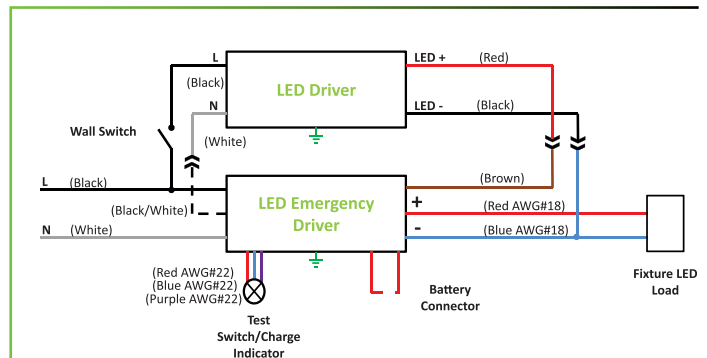 L
(Black)
LED Driver
LED +
(Red)
N
(White)
LED -
(Black)
Wall Switch
L
(Black)
(Black/White)
N
(White)
LED Emergency
Driver
(Brown)
+
(Red AWG#18)
-
(Blue AWG#18)
Fixture LED
Load
(Red AWG#22)
(Blue AWG#22)
(Purple AWG#22)
Test
Switch/Charge
Indicator
Battery
Connector